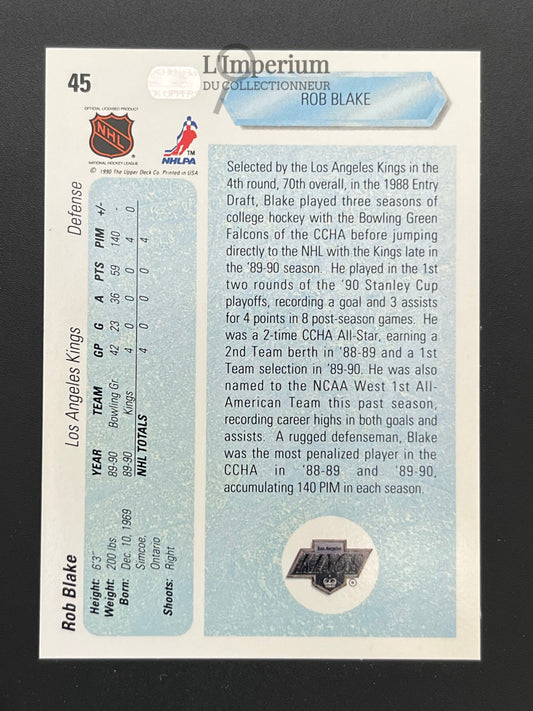 45
L'Imperium
DU COLLECTIONNEUR
ROB BLAKE
OFFICIAL LICENSED PRODUCT
NHL
®
NATIONAL HOCKEY LEAGUE
TM
NHLPA
© 1990 The Upper Deck Co. Printed in USA
Rob Blake
Los Angeles Kings
Defense
Height: 6'3"
Weight: 200 lbs.
Born: Dec. 10, 1969
Simcoe,
Ontario
Shoots: Right
YEAR TEAM GP G A PTS PIM +/-
89-90 Bowling Gr. 42 23 36 59 140 -
89-90 Kings 4 0 0 0 4 0
NHL TOTALS 4 0 0 0 4
Selected by the Los Angeles Kings in the
4th round, 70th overall, in the 1988 Entry
Draft, Blake played three seasons of
college hockey with the Bowling Green
Falcons of the CCHA before jumping
directly to the NHL with the Kings late in
the '89-90 season. He played in the 1st
two rounds of the '90 Stanley Cup
playoffs, recording a goal and 3 assists
for 4 points in 8 post-season games. He
was a 2-time CCHA All-Star, earning a
2nd Team berth in '88-89 and a 1st
Team selection in '89-90. He was also
named to the NCAA West 1st All-
American Team this past season,
recording career highs in both goals and
assists. A rugged defenseman, Blake
was the most penalized player in the
CCHA in '88-89 and '89-90,
accumulating 140 PIM in each season.
Los Angeles
KINGS
®